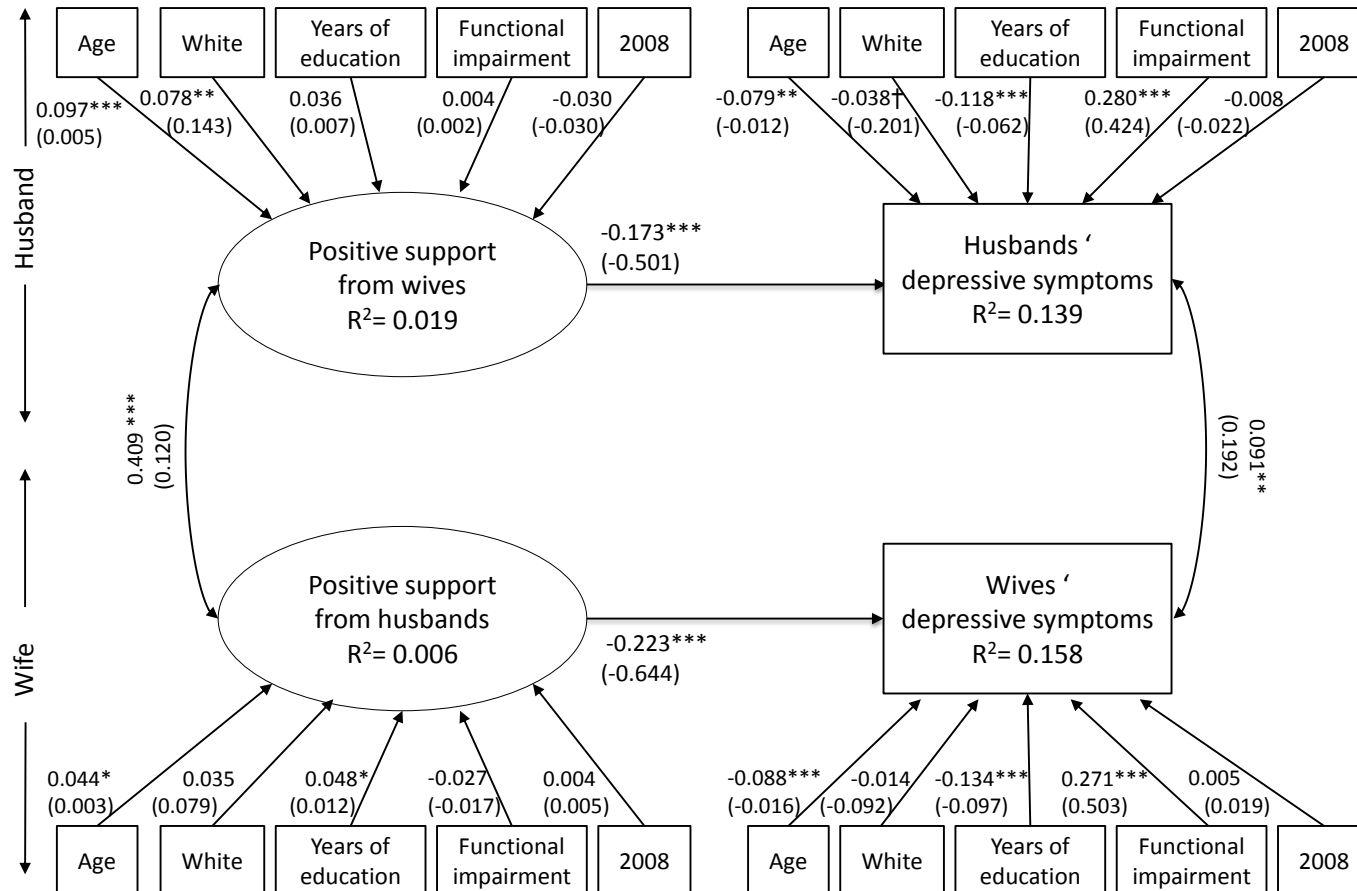 Husband
Age
White
Years of
education
Functional
impairment
2008
0.097***
(0.005)
0.078**
(0.143)
0.036
(0.007)
0.004
(0.002)
-0.030
(-0.030)
Age
White
Years of
education
Functional
impairment
2008
-0.079**
(-0.012)
-0.038†
(-0.201)
-0.118***
(-0.062)
0.280***
(0.424)
-0.008
(-0.022)
Positive support
from wives
R²= 0.019
-0.173***
(-0.501)
Husbands ‘
depressive symptoms
R²= 0.139
0.409 ***
(0.120)
0.091**
(0.192)
Wife
Positive support
from husbands
R²= 0.006
-0.223***
(-0.644)
Wives ‘
depressive symptoms
R²= 0.158
0.044*
(0.003)
0.035
(0.079)
0.048*
(0.012)
-0.027
(-0.017)
0.004
(0.005)
Age
White
Years of
education
Functional
impairment
2008
-0.088***
(-0.016)
-0.014
(-0.092)
-0.134***
(-0.097)
0.271***
(0.503)
0.005
(0.019)
Age
White
Years of
education
Functional
impairment
2008